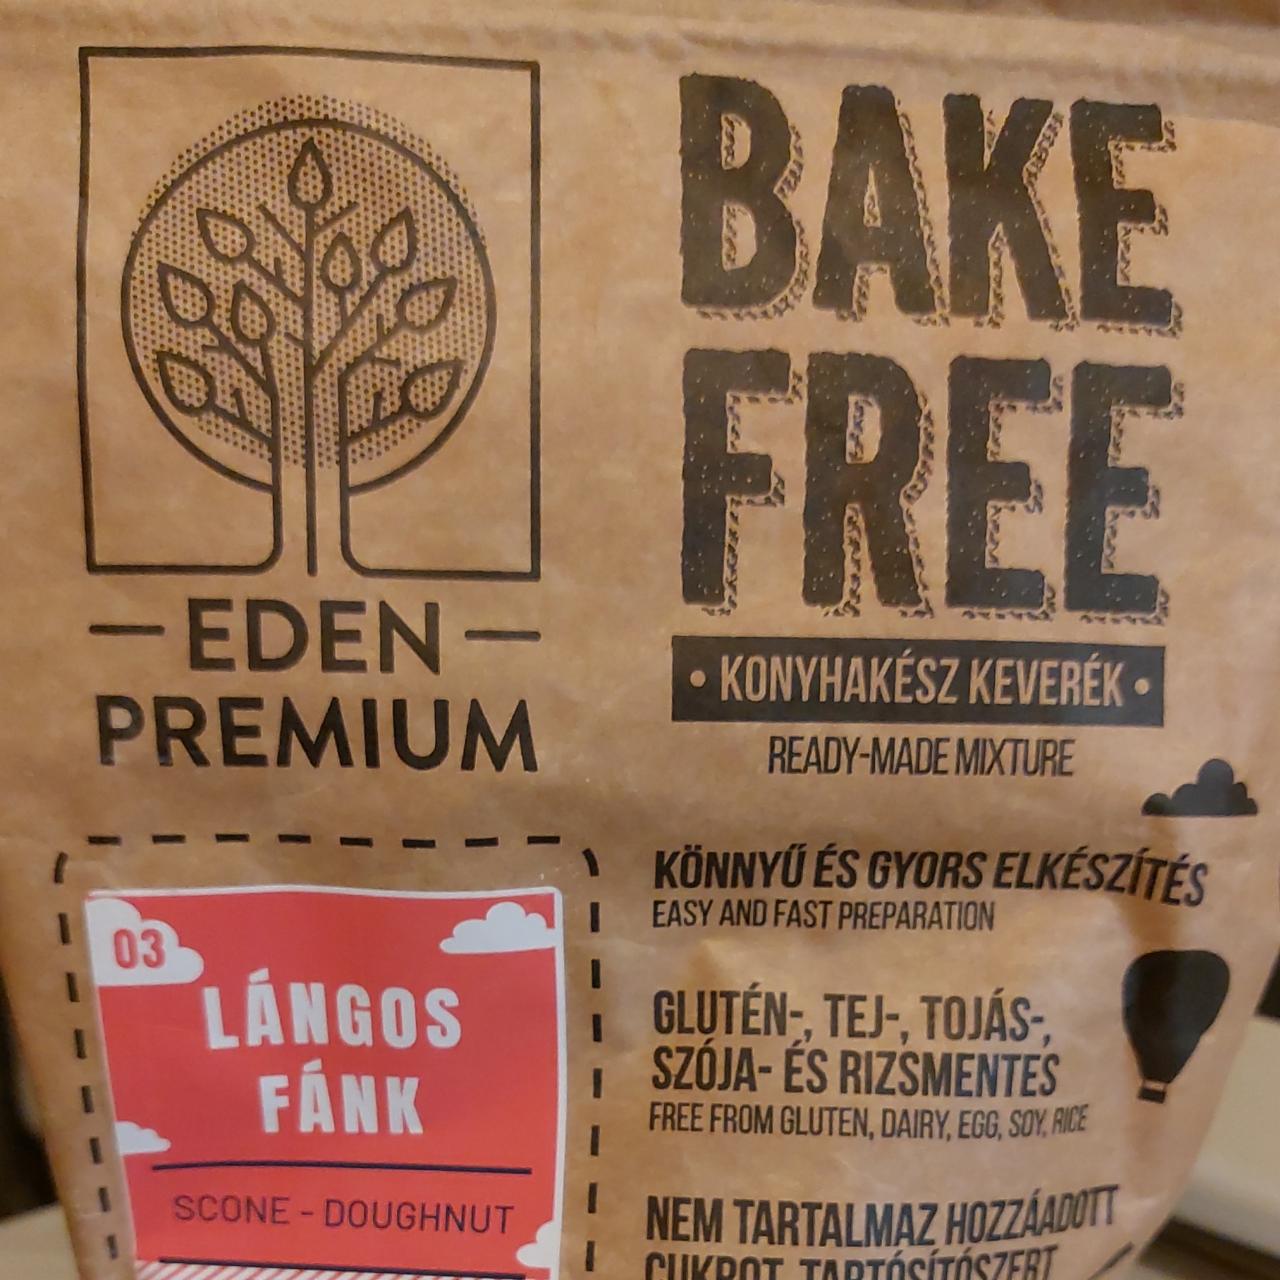 EDEN
PREMIUM
BAKE
FREE
• KONYHAKÉSZ KEVERÉK •
READY-MADE MIXTURE
KÖNNYŰ ÉS GYORS ELKÉSZÍTÉS
EASY AND FAST PREPARATION
GLUTÉN-, TEJ-, TOJÁS-,
SZÓJA- ÉS RIZSMENTES
FREE FROM GLUTEN, DAIRY, EGG, SOY, RICE
NEM TARTALMAZ HOZZÁADOTT
CUKROT, TARTÓSÍTÓSZERT
03
LÁNGOS
FÁNK
SCONE - DOUGHNUT